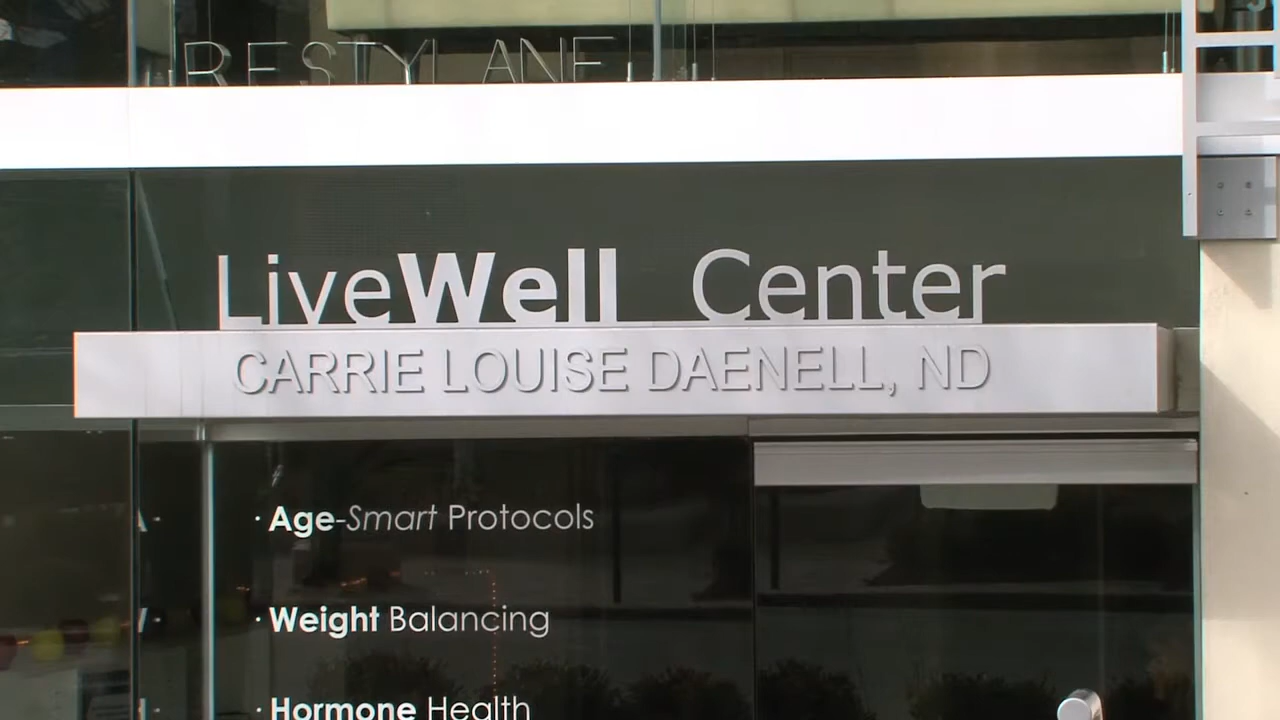 RESTYLANE
LiveWell Center
CARRIE LOUISE DAENELL, ND
· Age-Smart Protocols
· Weight Balancing
· Hormone Health